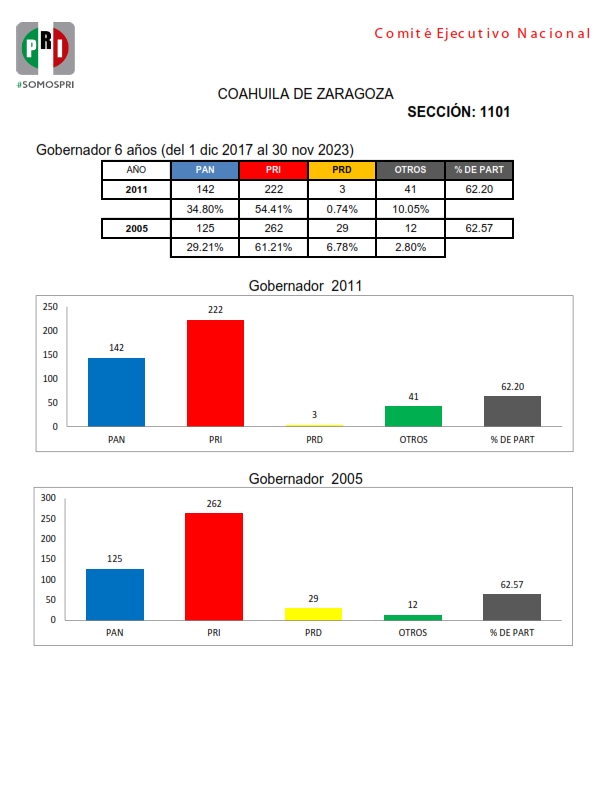 Comité Ejecutivo Nacional
PRI
#SOMOSPRI
COAHUILA DE ZARAGOZA
SECCIÓN: 1101
Gobernador 6 años (del 1 dic 2017 al 30 nov 2023)
AÑO PAN PRI PRD OTROS % DE PART
2011 142 222 3 41 62.20
34.80% 54.41% 0.74% 10.05%
2005 125 262 29 12 62.57
29.21% 61.21% 6.78% 2.80%
Gobernador 2011
250
200
150
100
50
0
142
222
3
41
62.20
PAN PRI PRD OTROS % DE PART
Gobernador 2005
300
250
200
150
100
50
0
125
262
29
12
62.57
PAN PRI PRD OTROS % DE PART